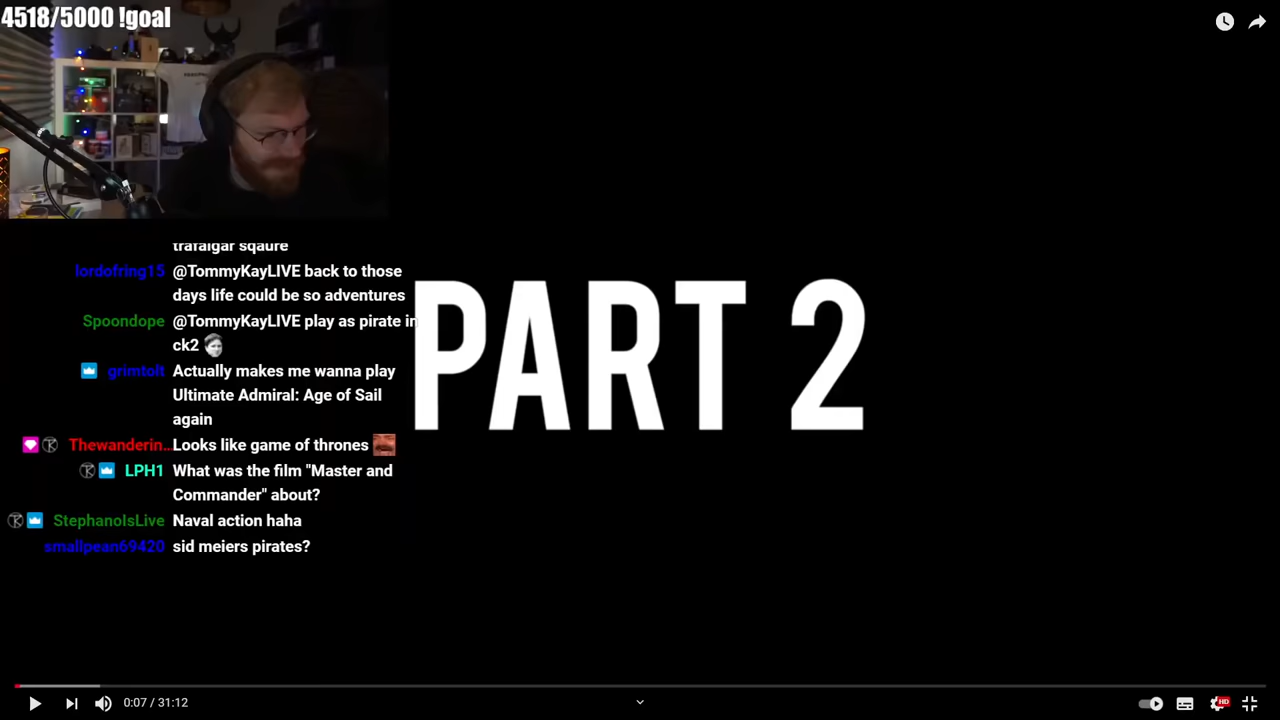 4518/5000 !goal
trafalgar sqaure
lordofring15 @TommyKayLIVE back to those
days life could be so adventures
Spoondope @TommyKayLIVE play as pirate in
ck2
grimtolt Actually makes me wanna play
Ultimate Admiral: Age of Sail
again
Thewanderin... Looks like game of thrones
LPH1 What was the film "Master and
Commander" about?
StephanoIsLive Naval action haha
smallpean69420 sid meiers pirates?
PART 2
0:07 / 31:12
HD